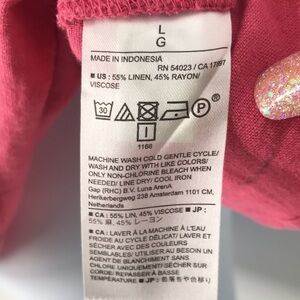 L
G
MADE IN INDONESIA
RN 54023 / CA 17897
■ US : 55% LINEN, 45% RAYON/
VISCOSE
30
P
1166
MACHINE WASH COLD GENTLE CYCLE/
WASH AND DRY WITH LIKE COLORS/
ONLY NON-CHLORINE BLEACH WHEN
NEEDED/ LINE DRY/ COOL IRON
Gap (RHC) B.V., Luna ArenA
Herikerbergweg 238 Amsterdam 1101 CM,
Netherlands
■ CA : 55% LIN, 45% VISCOSE ■ JP :
55% 麻, 45% レーヨン
■ CA : LAVER À LA MACHINE À L'EAU
FROIDE AU CYCLE DÉLICAT/ LAVER ET
SÉCHER AVEC DES COULEURS
SEMBLABLES/ AU BESOIN, UTILISER
UN AGENT DE BLANCHIMENT SANS
CHLORE UNIQUEMENT/ SÉCHER SUR
CORDE/ REPASSER À BASSE
TEMPÉRATURE ■ JP :